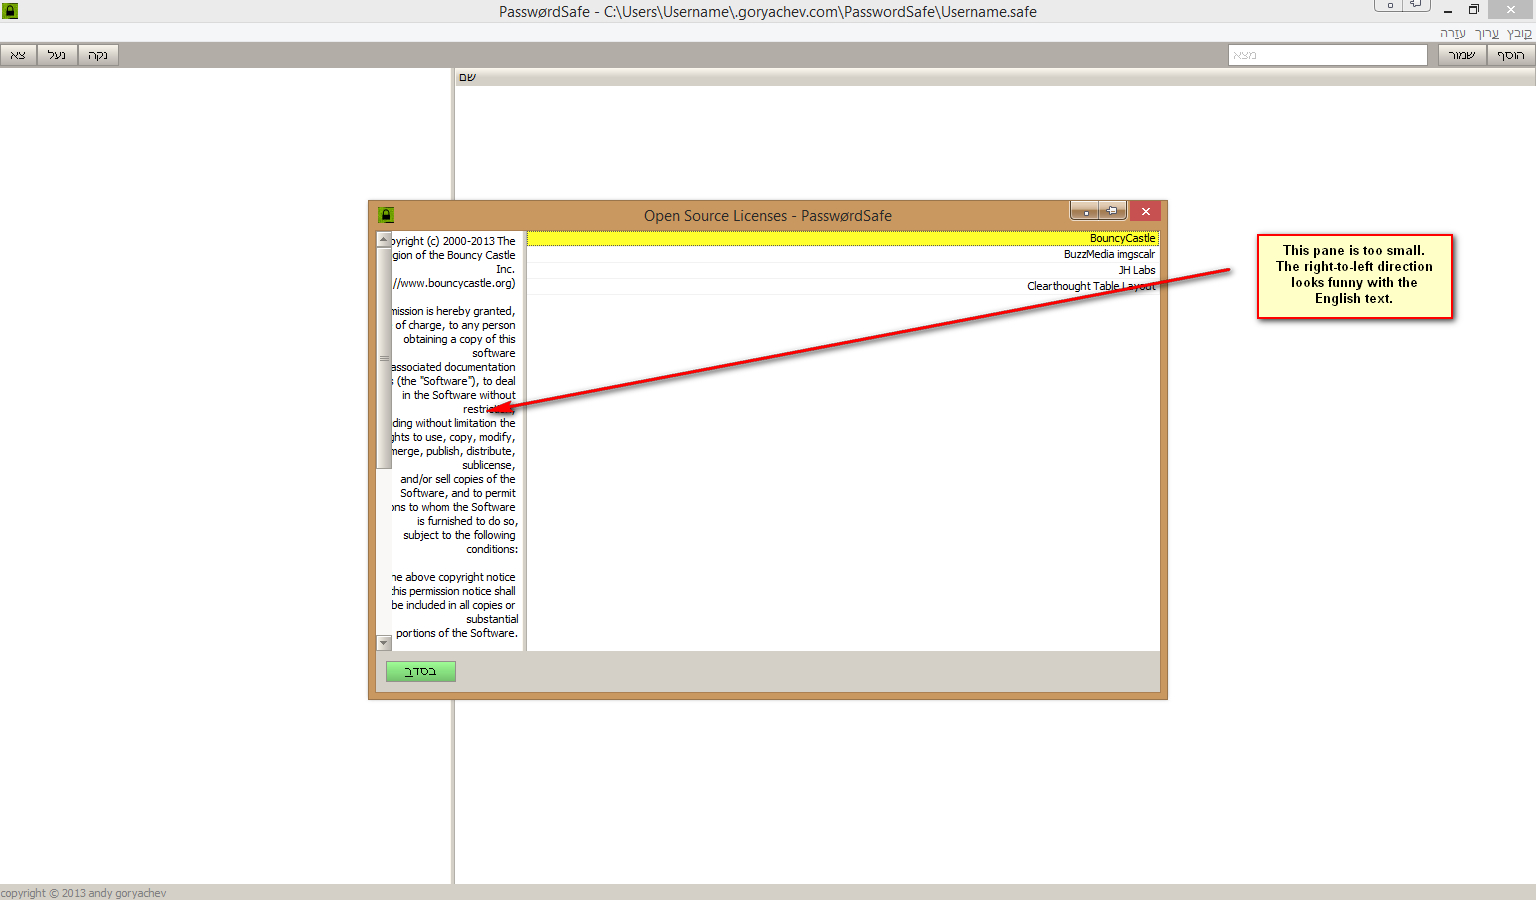 PasswørdSafe - C:\Users\Username\.goryachev.com\PasswordSafe\Username.safe
קובץ ערוך עזרה
הוסף שמור מצא נקה נעל צא
שם
Open Source Licenses - PasswørdSafe
BouncyCastle
BuzzMedia imgscalr
JH Labs
Clearthought Table Layout
pyright (c) 2000-2013 The
gion of the Bouncy Castle
Inc.
//www.bouncycastle.org)
mission is hereby granted,
of charge, to any person
obtaining a copy of this
software
associated documentation
s (the "Software"), to deal
in the Software without
restriction,
ding without limitation the
ghts to use, copy, modify,
merge, publish, distribute,
sublicense,
and/or sell copies of the
Software, and to permit
ons to whom the Software
is furnished to do so,
subject to the following
conditions:
ne above copyright notice
this permission notice shall
be included in all copies or
substantial
portions of the Software.
בסדב
This pane is too small.
The right-to-left direction
looks funny with the
English text.
copyright © 2013 andy goryachev